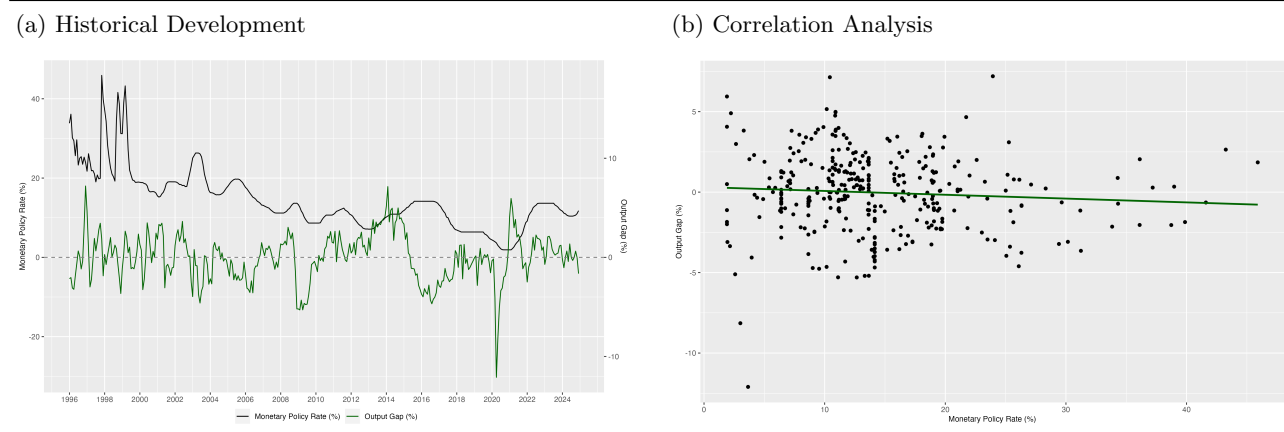 (a) Historical Development
(b) Correlation Analysis
Monetary Policy Rate (%)
40
20
0
-20
10
0
-10
Output Gap (%)
1996 1998 2000 2002 2004 2006 2008 2010 2012 2014 2016 2018 2020 2022 2024
Monetary Policy Rate (%) Output Gap (%)
Output Gap (%)
5
0
-5
-10
0 10 20 30 40
Monetary Policy Rate (%)